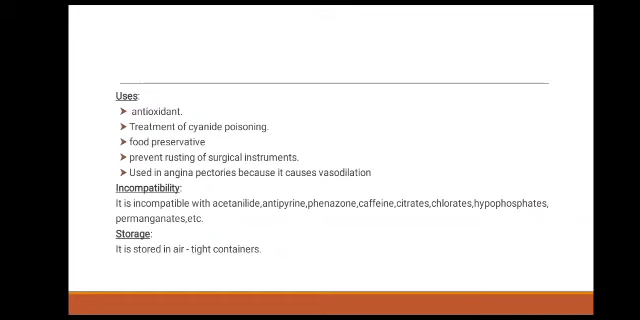 Uses:
➤ antioxidant.
➤ Treatment of cyanide poisoning.
➤ food preservative
➤ prevent rusting of surgical instruments.
➤ Used in angina pectories because it causes vasodilation
Incompatibility:
It is incompatible with acetanilide,antipyrine,phenazone,caffeine,citrates,chlorates,hypophosphates,
permanganates,etc.
Storage:
It is stored in air - tight containers.